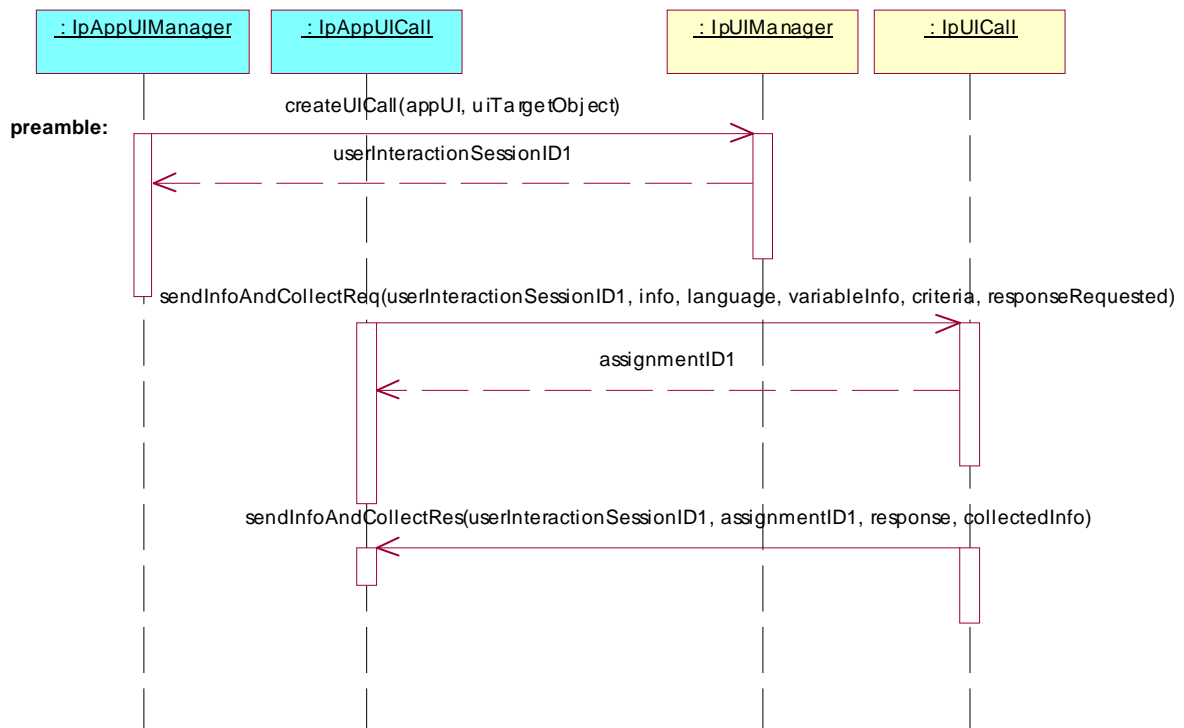 : IpAppUIManager
: IpAppUICall
: IpUIManager
: IpUICall
createUICall(appUI, uiTargetObject)
preamble:
userInteractionSessionID1
sendInfoAndCollectReq(userInteractionSessionID1, info, language, variableInfo, criteria, responseRequested)
assignmentID1
sendInfoAndCollectRes(userInteractionSessionID1, assignmentID1, response, collectedInfo)